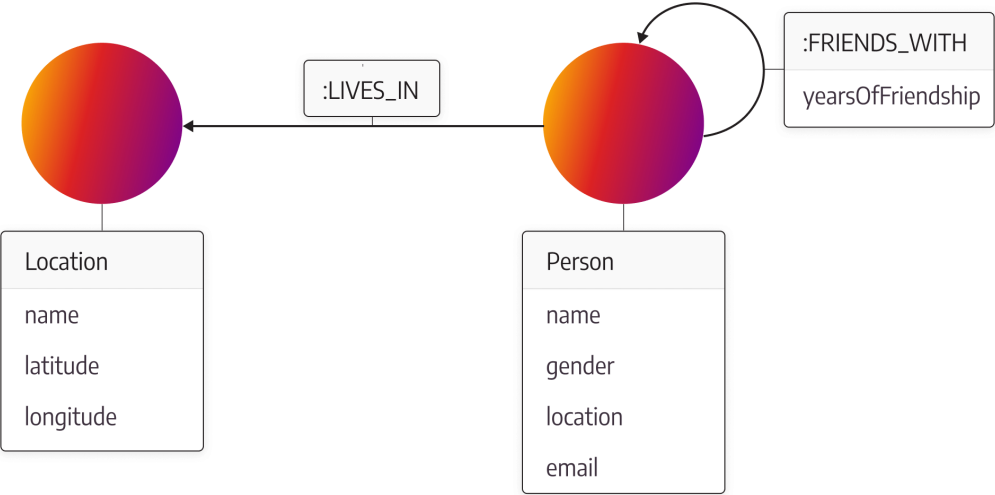 :FRIENDS_WITH
yearsOfFriendship
:LIVES_IN
Location
name
latitude
longitude
Person
name
gender
location
email